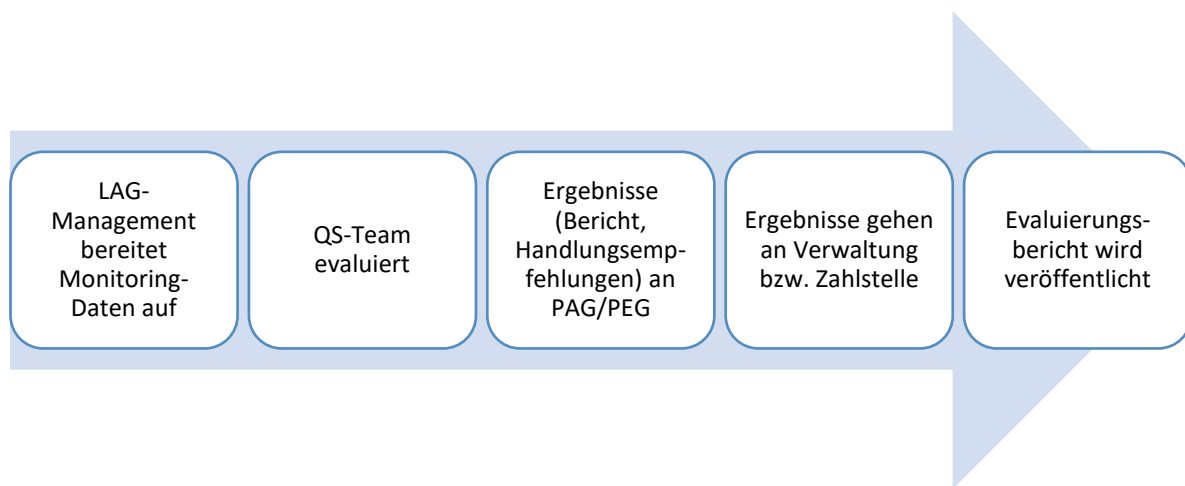 LAG-
Management
bereitet
Monitoring-
Daten auf
QS-Team
evaluiert
Ergebnisse
(Bericht,
Handlungsemp-
fehlungen) an
PAG/PEG
Ergebnisse gehen
an Verwaltung
bzw. Zahlstelle
Evaluierungs-
bericht wird
veröffentlicht